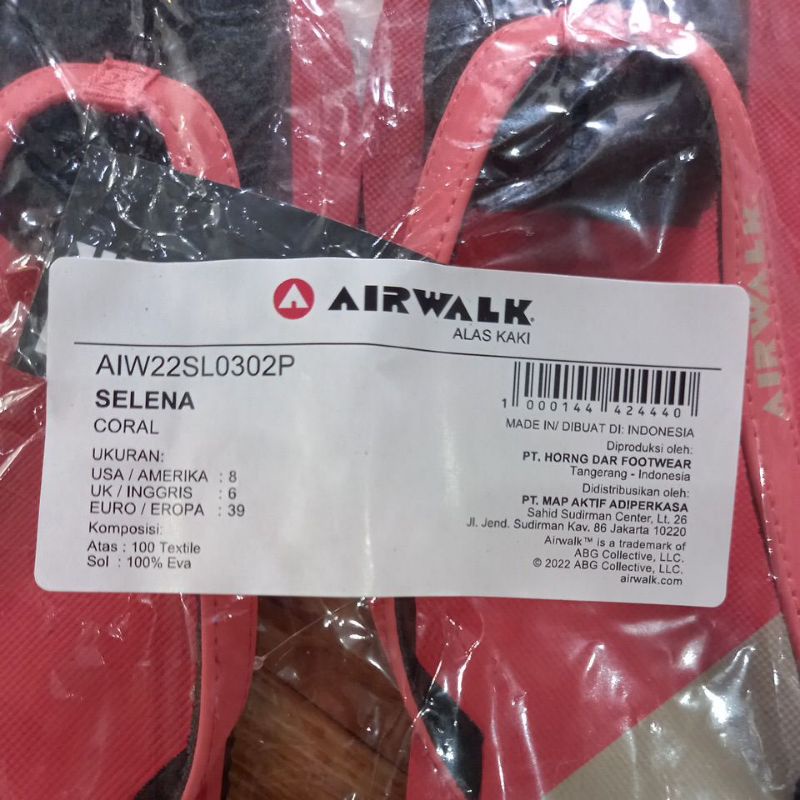 AIRWALK
ALAS KAKI
AIW22SL0302P
SELENA
CORAL
UKURAN:
USA / AMERIKA : 8
UK / INGGRIS : 6
EURO / EROPA : 39
Komposisi:
Atas : 100 Textile
Sol : 100% Eva
1 000144 424440
MADE IN/ DIBUAT DI: INDONESIA
Diproduksi oleh:
PT. HORNG DAR FOOTWEAR
Tangerang - Indonesia
Didistribusikan oleh:
PT. MAP AKTIF ADIPERKASA
Sahid Sudirman Center, Lt. 26
Jl. Jend. Sudirman Kav. 86 Jakarta 10220
Airwalk™ is a trademark of
ABG Collective, LLC.
© 2022 ABG Collective, LLC.
airwalk.com
AIRWALK